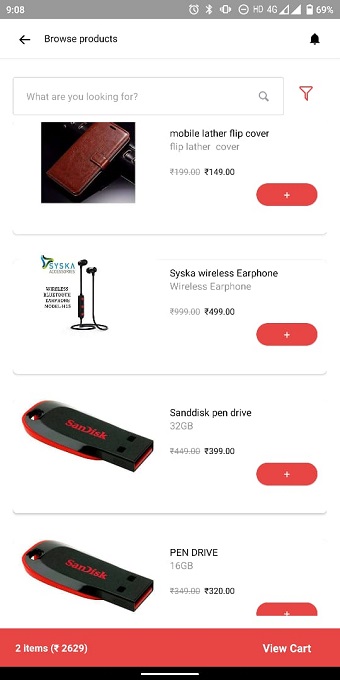 9:08
HD 4G 69%
Browse products
What are you looking for?
mobile lather flip cover
flip lather cover
₹199.00 ₹149.00
+
SYSKA
ACCESSORIES
WIRELESS
BLUETOOTH
EARPHONE
MODEL:H15
Syska wireless Earphone
Wireless Earphone
₹999.00 ₹499.00
+
SanDisk
Sanddisk pen drive
32GB
₹449.00 ₹399.00
+
SanDisk
PEN DRIVE
16GB
₹349.00 ₹320.00
+
2 items (₹ 2629)
View Cart